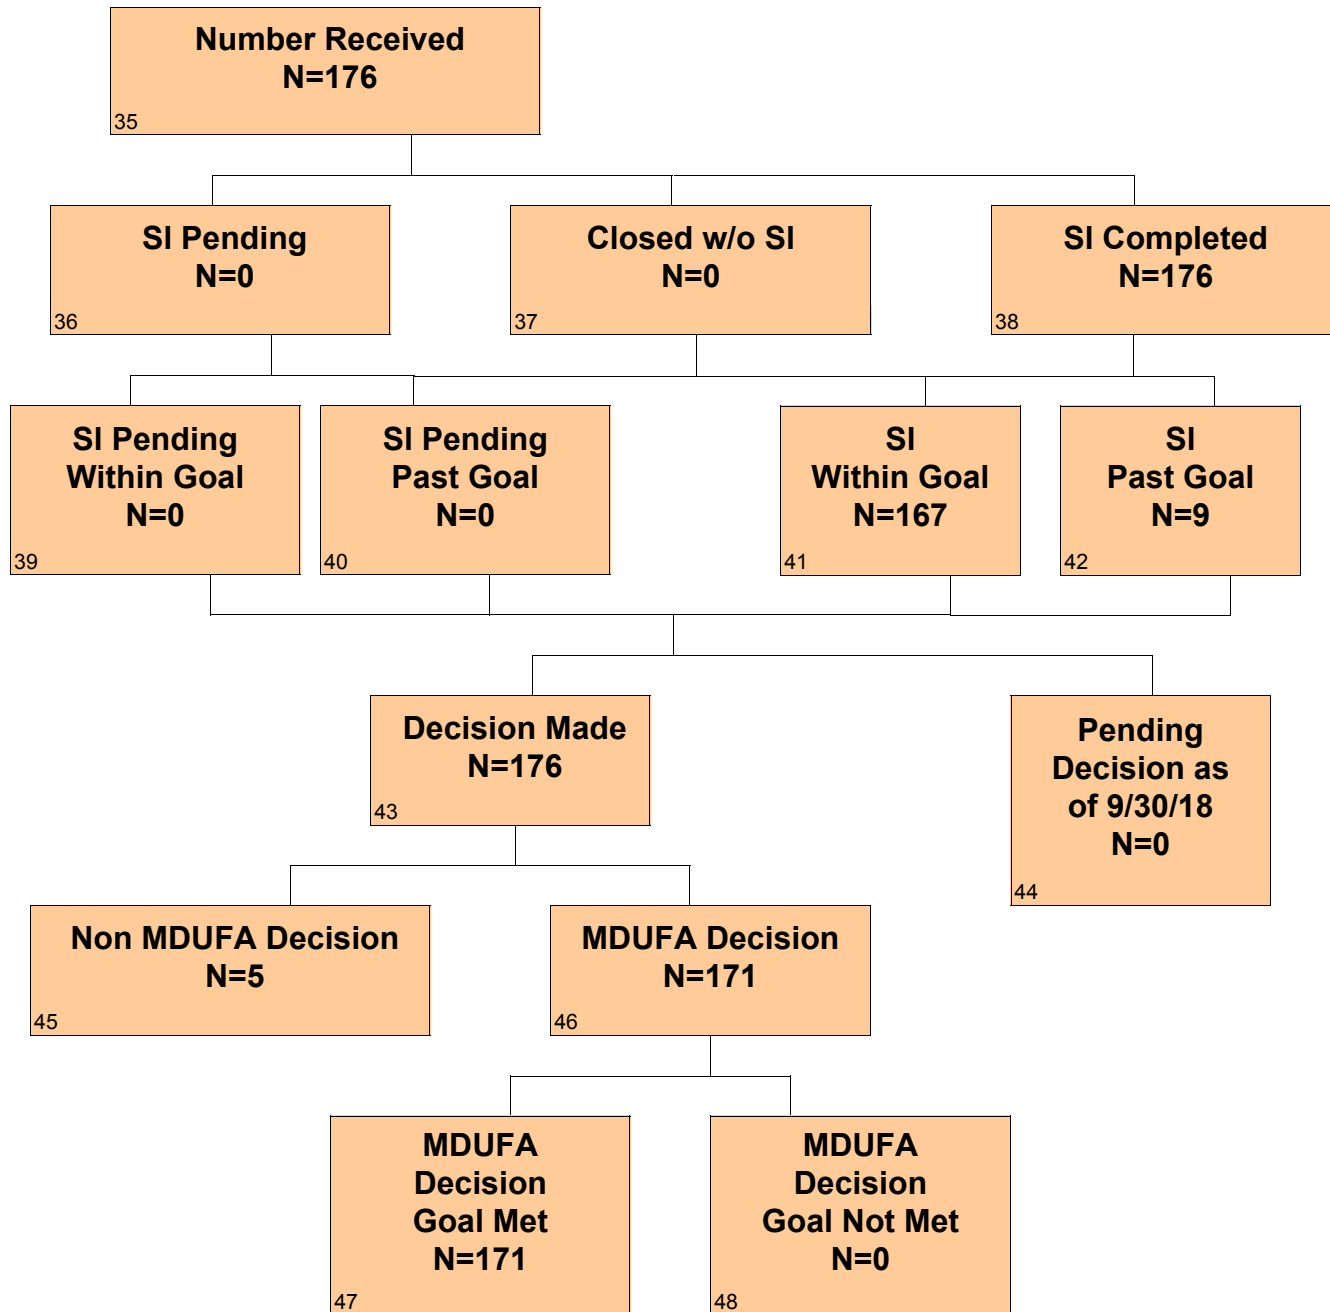 Number Received
N=176
35
SI Pending
N=0
36
Closed w/o SI
N=0
37
SI Completed
N=176
38
SI Pending
Within Goal
N=0
39
SI Pending
Past Goal
N=0
40
SI
Within Goal
N=167
41
SI
Past Goal
N=9
42
Decision Made
N=176
43
Pending
Decision as
of 9/30/18
N=0
44
Non MDUFA Decision
N=5
45
MDUFA Decision
N=171
46
MDUFA
Decision
Goal Met
N=171
47
MDUFA
Decision
Goal Not Met
N=0
48